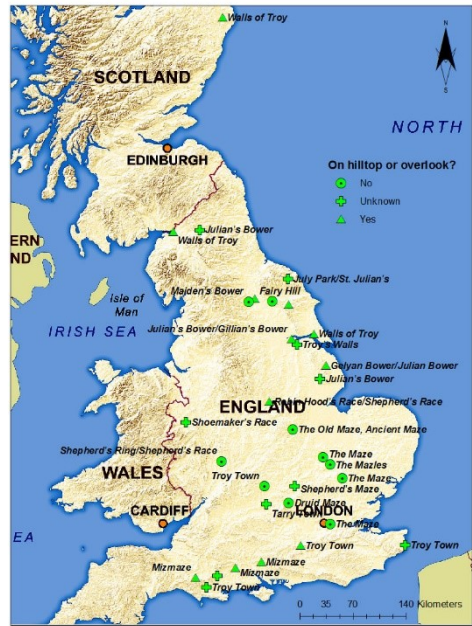 Walls of Troy
SCOTLAND
N
S
NORTH
EDINBURGH
On hilltop or overlook?
No
Unknown
Yes
Julian's Bower
Walls of Troy
ERN
ND
Isle of
Man
July Park/St. Julian's
Maiden's Bower
Fairy Hill
IRISH SEA
Julian's Bower/Gillian's Bower
Walls of Troy
Troy's Walls
Gelyan Bower/Julian Bower
Julian's Bower
Robin Hood's Race/Shepherd's Race
ENGLAND
Shoemaker's Race
The Old Maze, Ancient Maze
Shepherd's Ring/Shepherd's Race
The Maze
The Mazles
WALES
Troy Town
The Maze
Shepherd's Maze
CARDIFF
Druid Maze
Tarry Town
LONDON
The Maze
EA
Troy Town
Troy Town
Mizmaze
Mizmaze
Mizmaze
Troy Town
0 35 70 140 Kilometers